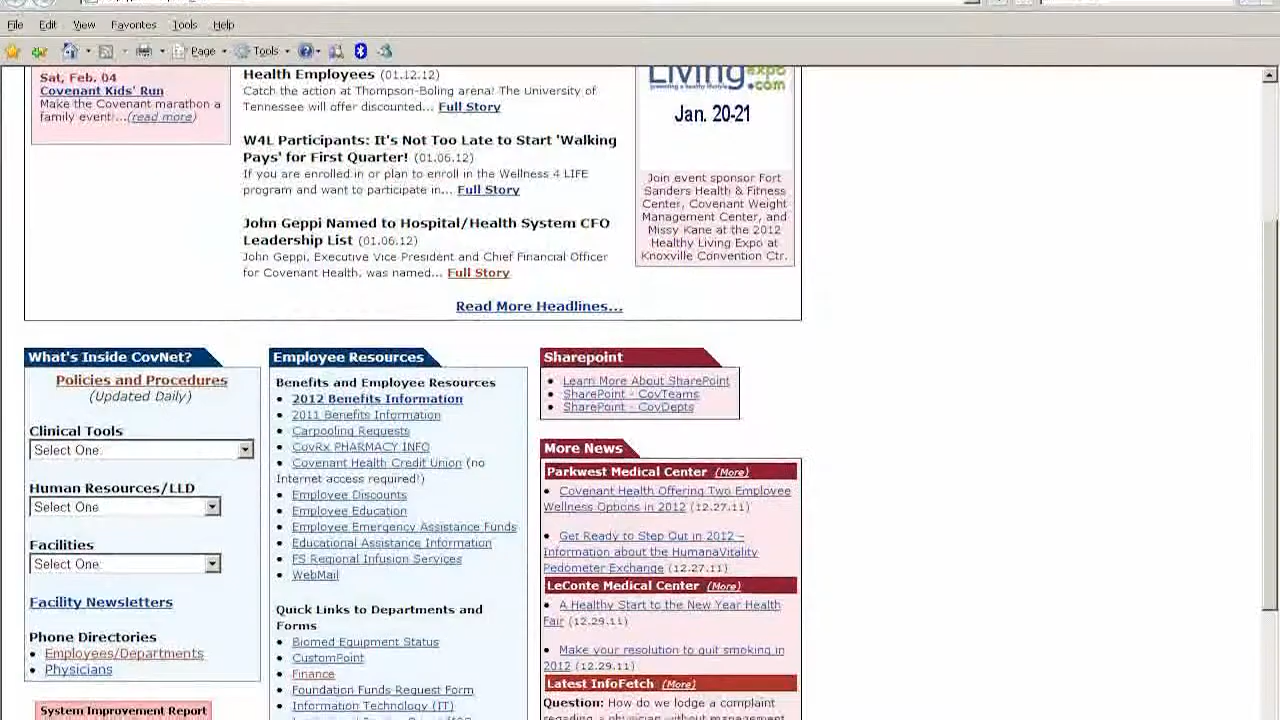 File Edit View Favorites Tools Help
Page Tools
Sat, Feb. 04
Covenant Kids' Run
Make the Covenant marathon a
family event!...(read more)
Health Employees (01.12.12)
Catch the action at Thompson-Boling arena! The University of
Tennessee will offer discounted... Full Story
W4L Participants: It's Not Too Late to Start 'Walking
Pays' for First Quarter! (01.06.12)
If you are enrolled in or plan to enroll in the Wellness 4 LIFE
program and want to participate in... Full Story
John Geppi Named to Hospital/Health System CFO
Leadership List (01.06.12)
John Geppi, Executive Vice President and Chief Financial Officer
for Covenant Health, was named... Full Story
Read More Headlines...
Living expo
.com
Jan. 20-21
Join event sponsor Fort
Sanders Health & Fitness
Center, Covenant Weight
Management Center, and
Missy Kane at the 2012
Healthy Living Expo at
Knoxville Convention Ctr.
What's Inside CovNet?
Policies and Procedures
(Updated Daily)
Clinical Tools
Select One
Human Resources/LLD
Select One
Facilities
Select One
Facility Newsletters
Phone Directories
• Employees/Departments
• Physicians
System Improvement Report
Employee Resources
Benefits and Employee Resources
• 2012 Benefits Information
• 2011 Benefits Information
• Carpooling Requests
• CovRx PHARMACY INFO
• Covenant Health Credit Union (no
Internet access required!)
• Employee Discounts
• Employee Education
• Employee Emergency Assistance Funds
• Educational Assistance Information
• FS Regional Infusion Services
• WebMail
Quick Links to Departments and
Forms
• Biomed Equipment Status
• CustomPoint
• Finance
• Foundation Funds Request Form
• Information Technology (IT)
Sharepoint
• Learn More About SharePoint
• SharePoint - CovTeams
• SharePoint - CovDepts
More News
Parkwest Medical Center (More)
• Covenant Health Offering Two Employee
Wellness Options in 2012 (12.27.11)
• Get Ready to Step Out in 2012 –
Information about the HumanaVitality
Pedometer Exchange (12.27.11)
LeConte Medical Center (More)
• A Healthy Start to the New Year Health
Fair (12.29.11)
• Make your resolution to quit smoking in
2012 (12.29.11)
Latest InfoFetch (More)
Question: How do we lodge a complaint
regarding a physician without management